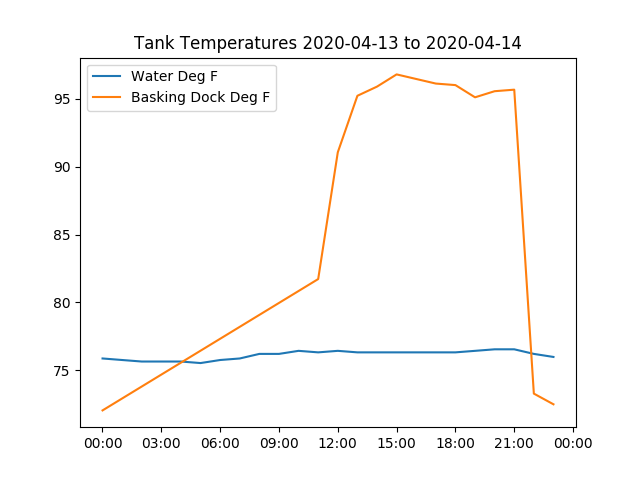 Tank Temperatures 2020-04-13 to 2020-04-14
Water Deg F
Basking Dock Deg F
95
90
85
80
75
00:00 03:00 06:00 09:00 12:00 15:00 18:00 21:00 00:00